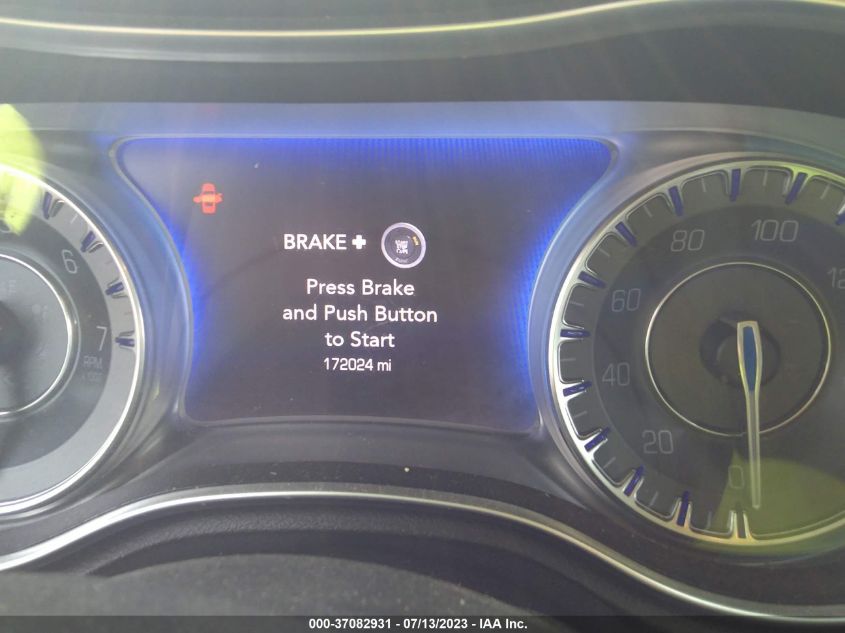 BRAKE +
Press Brake
and Push Button
to Start
172024 mi
6
7
RPM
0
20
40
60
80
100
000-37082931 / 07/13/2023 - IAA Inc.